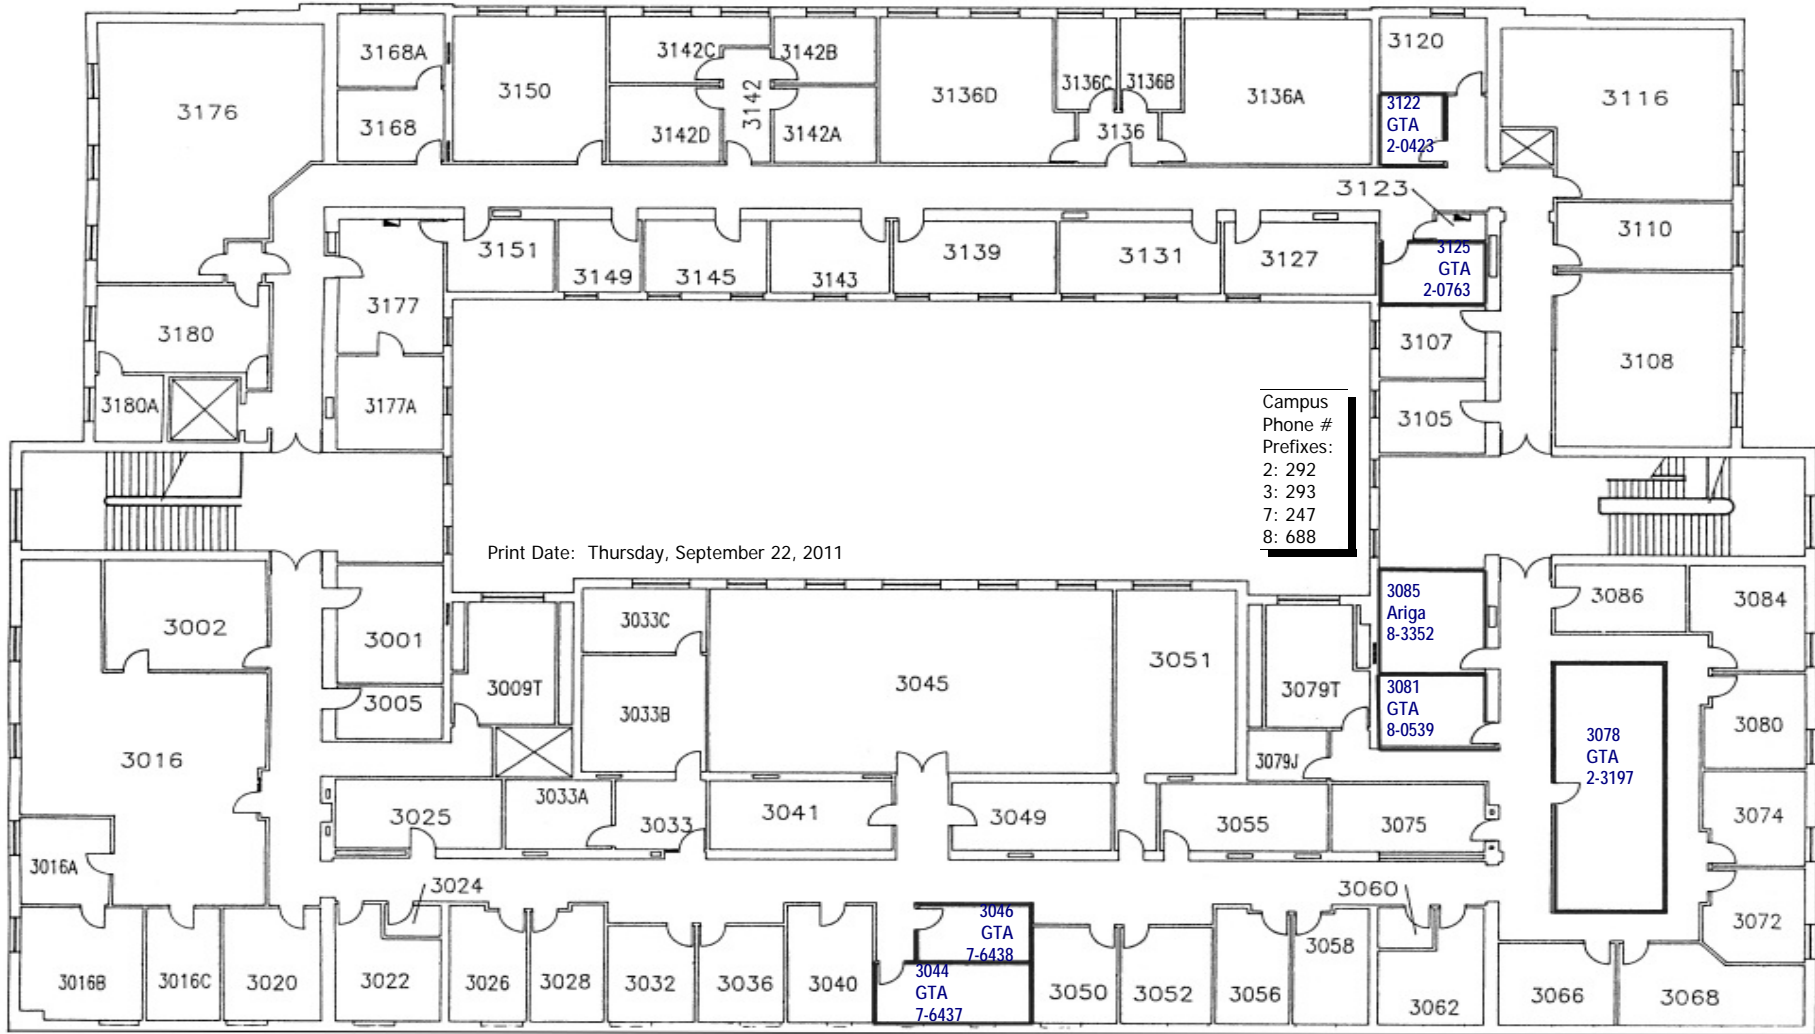 3168A
3176
3168
3150
3142C
3142B
3142
3142D
3142A
3136D
3136C
3136B
3136
3136A
3120
3122
GTA
2-0423
3116
3123
3151
3149
3145
3143
3139
3131
3127
3125
GTA
2-0763
3110
3177
3180
3180A
3177A
3107
3105
3108
Campus
Phone #
Prefixes:
2: 292
3: 293
7: 247
8: 688
Print Date: Thursday, September 22, 2011
3002
3001
3005
3009T
3033C
3033B
3045
3051
3079T
3079J
3085
Ariga
8-3352
3081
GTA
8-0539
3086
3084
3080
3078
GTA
2-3197
3074
3072
3016
3016A
3025
3033A
3033
3041
3049
3055
3075
3024
3060
3016B
3016C
3020
3022
3026
3028
3032
3036
3040
3046
GTA
7-6438
3044
GTA
7-6437
3050
3052
3056
3058
3062
3066
3068